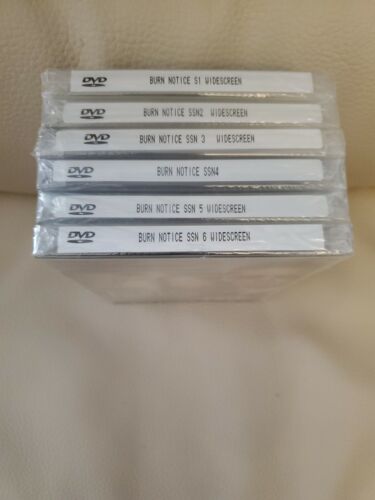 DVD BURN NOTICE S1 WIDESCREEN
DVD BURN NOTICE SSN2 WIDESCREEN
DVD BURN NOTICE SSN 3 WIDESCREEN
DVD BURN NOTICE SSN4
DVD BURN NOTICE SSN 5 WIDESCREEN
DVD BURN NOTICE SSN 6 WIDESCREEN